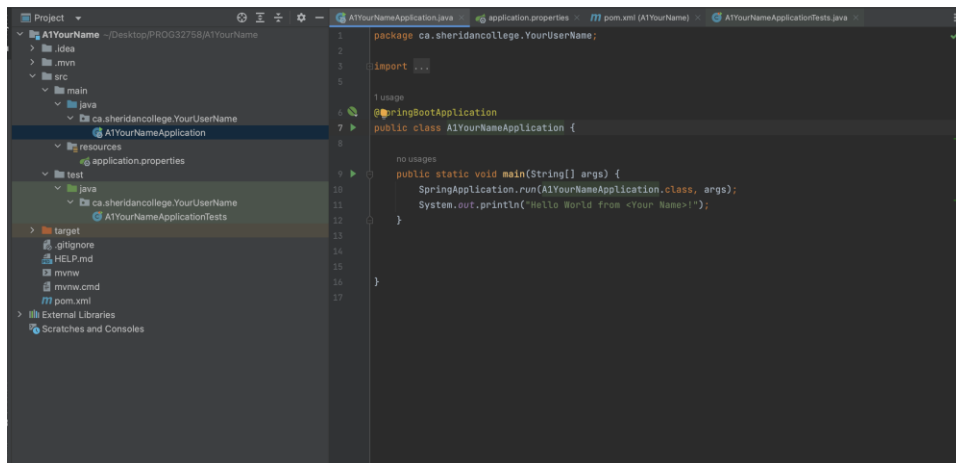 Project
A1YourNameApplication.java
application.properties
pom.xml (A1YourName)
A1YourNameApplicationTests.java
A1YourName ~/Desktop/PROG32758/A1YourName
.idea
.mvn
src
main
java
ca.sheridancollege.YourUserName
A1YourNameApplication
resources
application.properties
test
java
ca.sheridancollege.YourUserName
A1YourNameApplicationTests
target
.gitignore
HELP.md
mvnw
mvnw.cmd
pom.xml
External Libraries
Scratches and Consoles
1 package ca.sheridancollege.YourUserName;
2
3 import ...
5
1 usage
6 @SpringBootApplication
7 public class A1YourNameApplication {
8
no usages
9 public static void main(String[] args) {
10 SpringApplication.run(A1YourNameApplication.class, args);
11 System.out.println("Hello World from <Your Name>!");
12 }
13
14
15
16 }
17